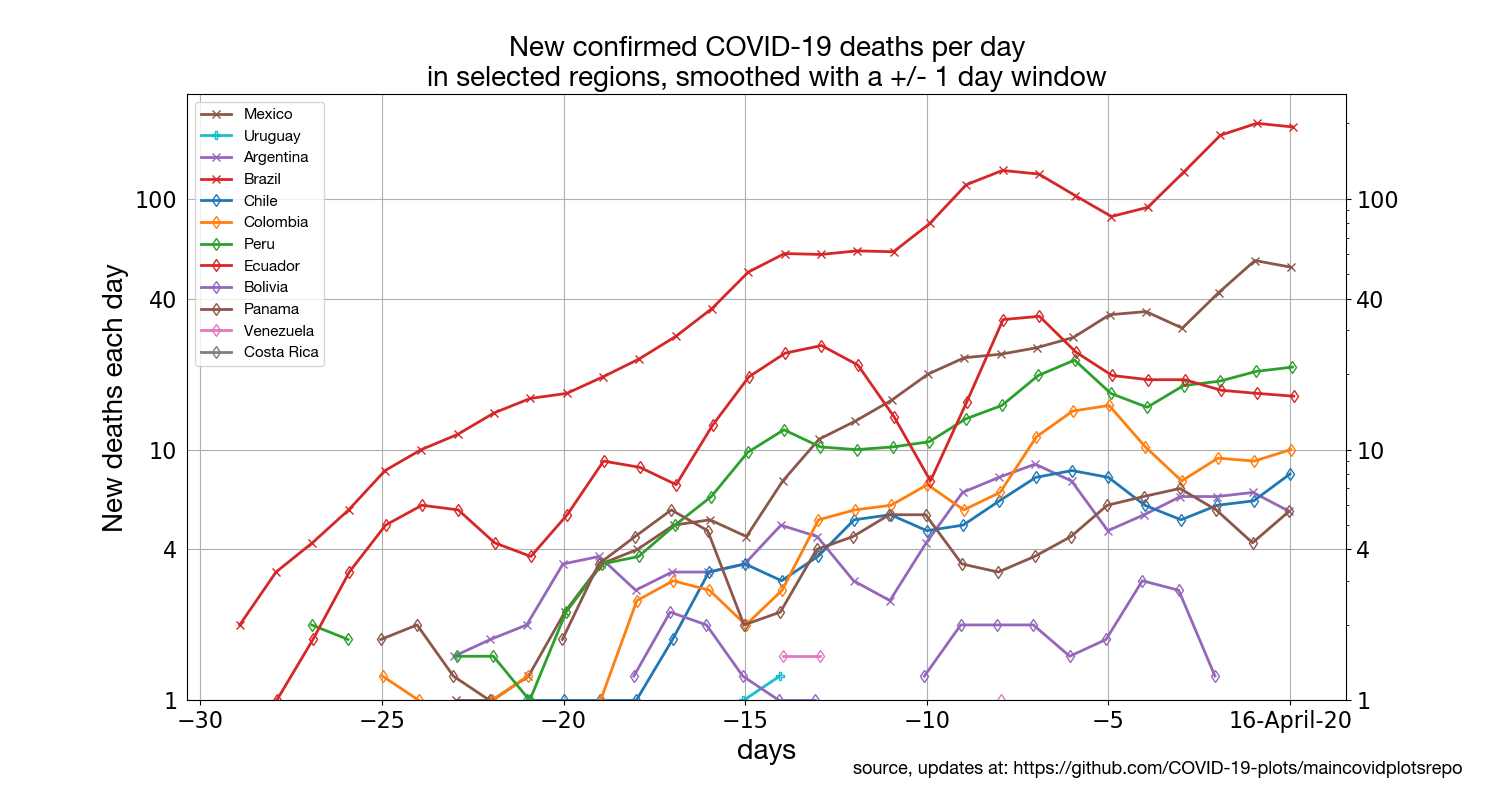 New confirmed COVID-19 deaths per day
in selected regions, smoothed with a +/- 1 day window
Mexico
Uruguay
Argentina
Brazil
Chile
Colombia
Peru
Ecuador
Bolivia
Panama
Venezuela
Costa Rica
New deaths each day
100
40
10
4
1
100
40
10
4
1
−30
−25
−20
−15
−10
−5
16-April-20
days
source, updates at: https://github.com/COVID-19-plots/maincovidplotsrepo